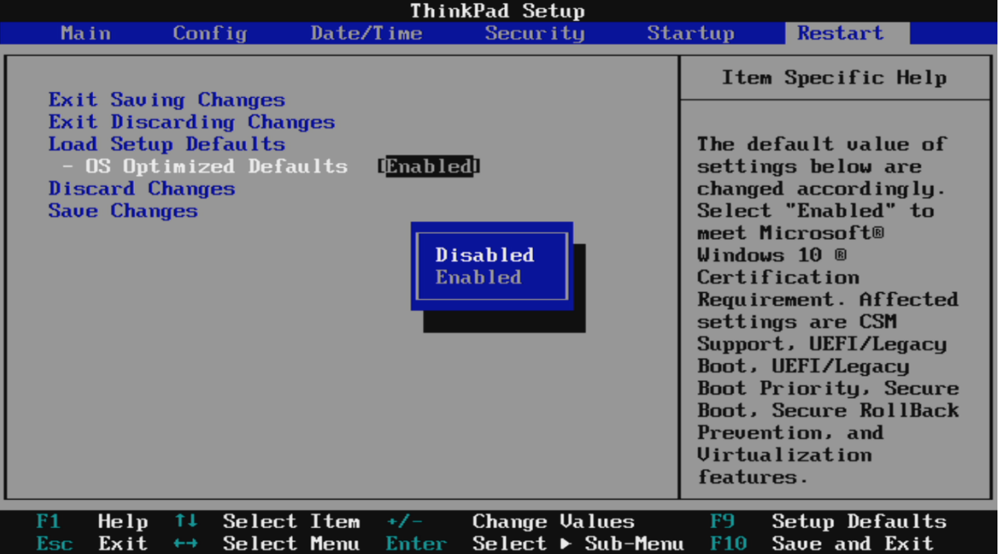 ThinkPad Setup
Main Config Date/Time Security Startup Restart
Exit Saving Changes
Exit Discarding Changes
Load Setup Defaults
- OS Optimized Defaults [Enabled]
Discard Changes
Save Changes
Disabled
Enabled
Item Specific Help
The default value of
settings below are
changed accordingly.
Select "Enabled" to
meet Microsoft®
Windows 10 ®
Certification
Requirement. Affected
settings are CSM
Support, UEFI/Legacy
Boot, UEFI/Legacy
Boot Priority, Secure
Boot, Secure RollBack
Prevention, and
Virtualization
features.
F1 Help ↑↓ Select Item +/- Change Values F9 Setup Defaults
Esc Exit ←→ Select Menu Enter Select ▶ Sub-Menu F10 Save and Exit